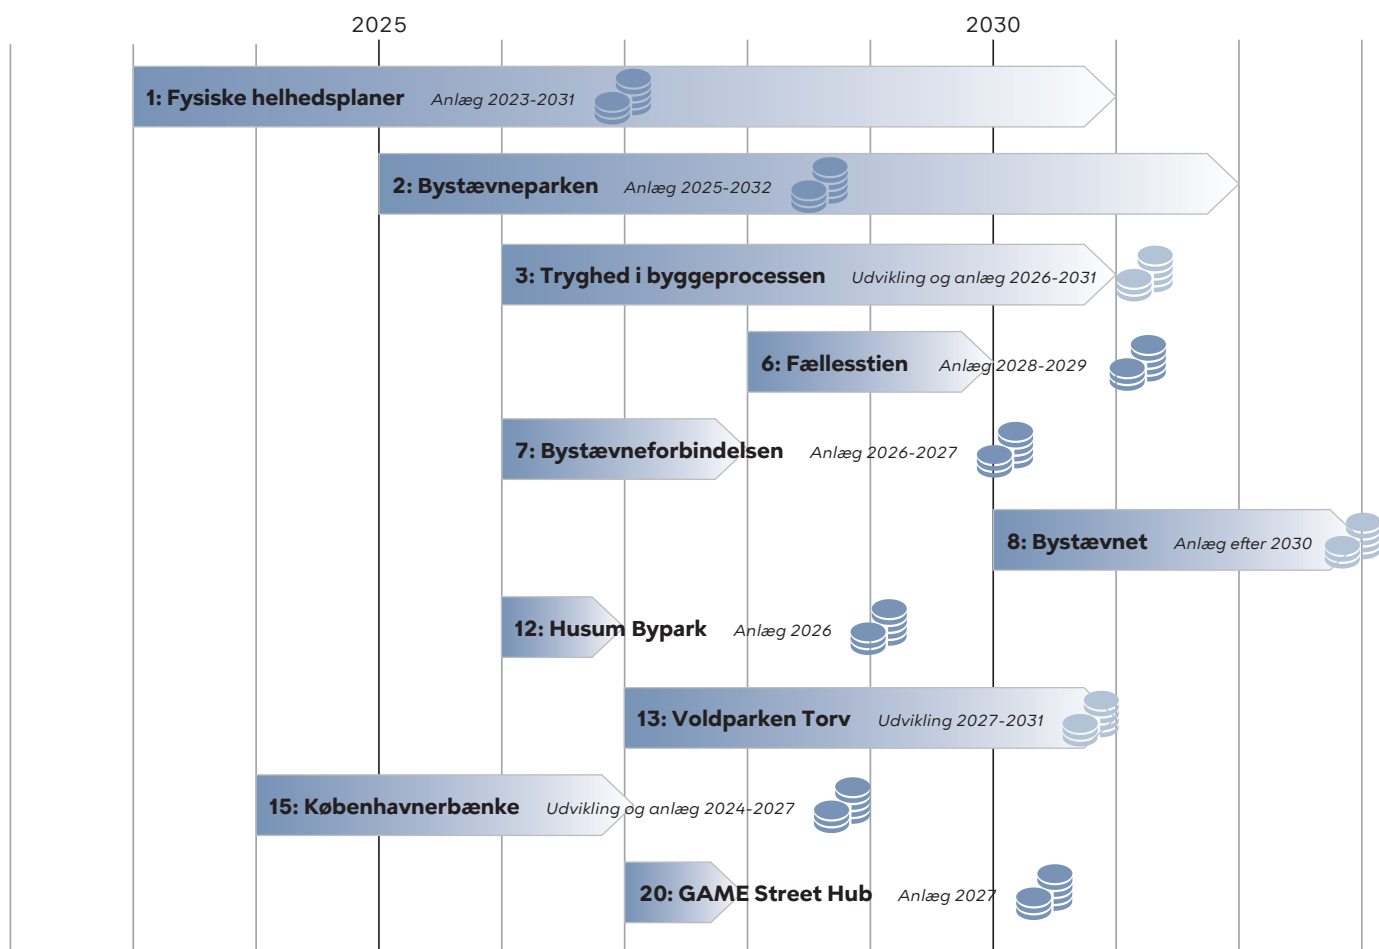 2025 2030
1: Fysiske helhedsplaner Anlæg 2023-2031
2: Bystævneparken Anlæg 2025-2032
3: Tryghed i byggeprocessen Udvikling og anlæg 2026-2031
6: Fællesstien Anlæg 2028-2029
7: Bystævneforbindelsen Anlæg 2026-2027
8: Bystævnet Anlæg efter 2030
12: Husum Bypark Anlæg 2026
13: Voldparken Torv Udvikling 2027-2031
15: Københavnerbænke Udvikling og anlæg 2024-2027
20: GAME Street Hub Anlæg 2027